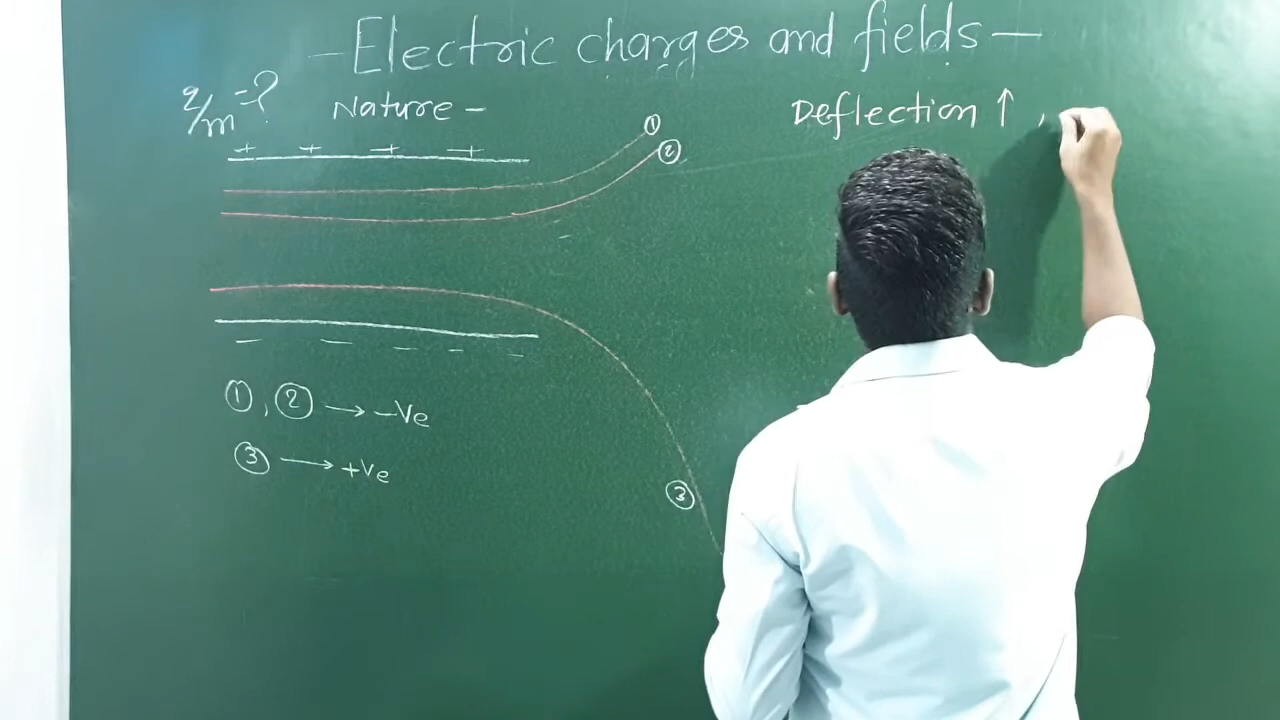 — Electric charges and fields —
q/m = ?
Nature –
Deflection ↑ ,
+ + + +
①
②
– – – – –
①, ② → –Ve
③ → +Ve
③